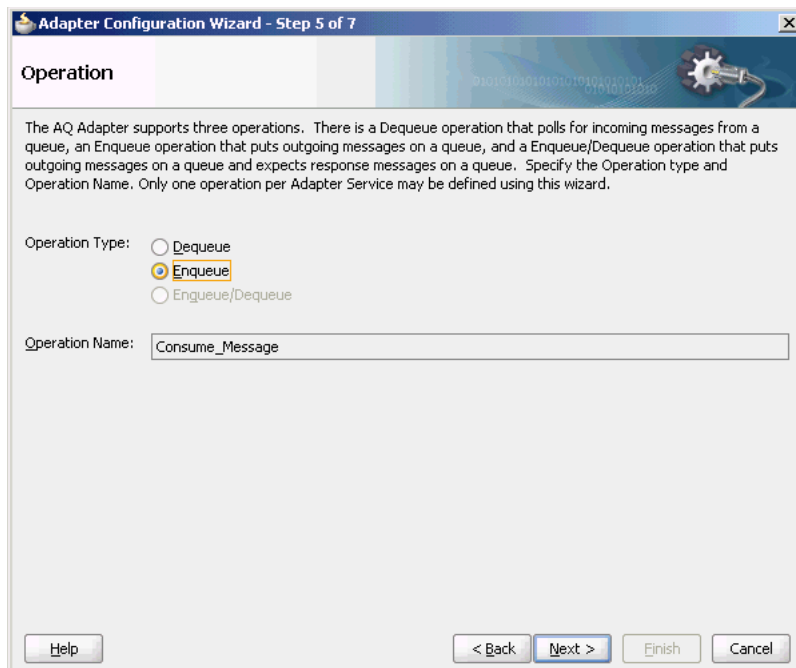 Adapter Configuration Wizard - Step 5 of 7
Operation
The AQ Adapter supports three operations. There is a Dequeue operation that polls for incoming messages from a
queue, an Enqueue operation that puts outgoing messages on a queue, and a Enqueue/Dequeue operation that puts
outgoing messages on a queue and expects response messages on a queue. Specify the Operation type and
Operation Name. Only one operation per Adapter Service may be defined using this wizard.
Operation Type:
Dequeue
Enqueue
Enqueue/Dequeue
Operation Name:
Consume_Message
Help
< Back
Next >
Finish
Cancel